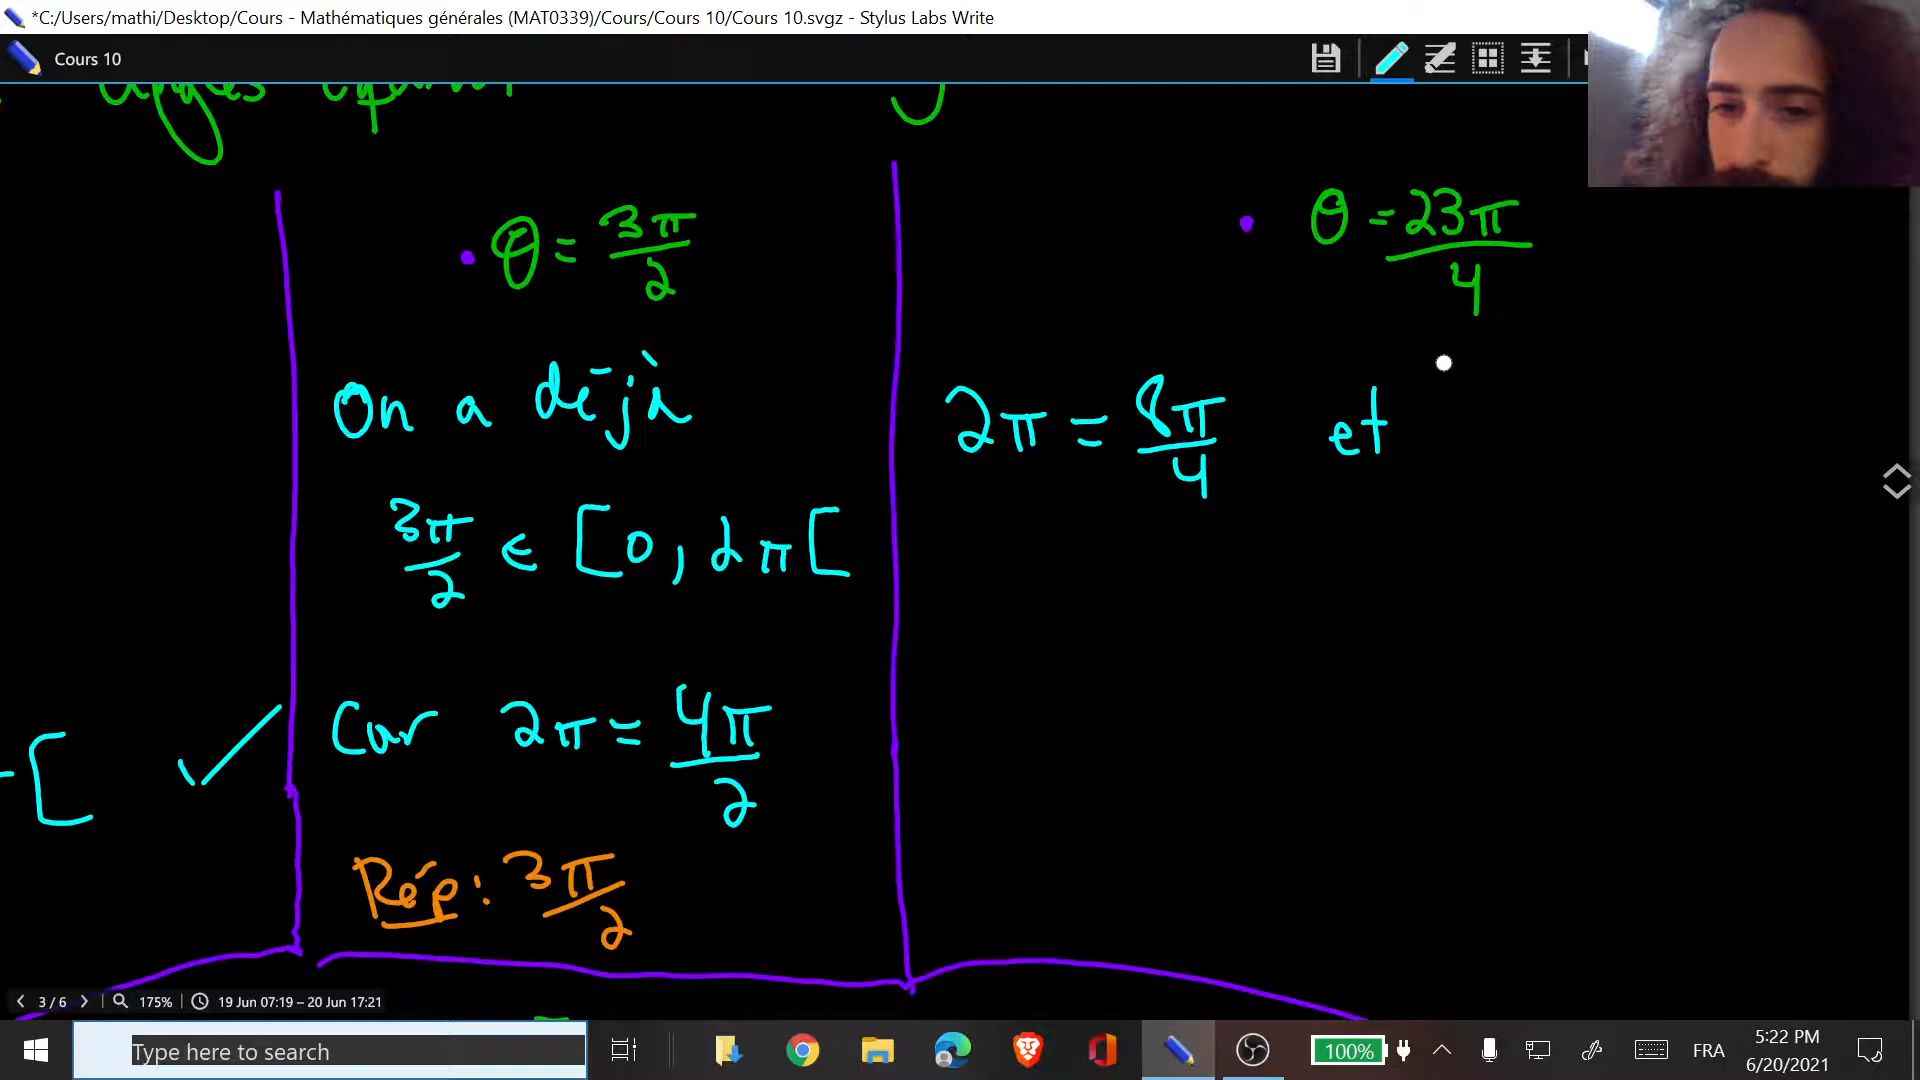 *C:/Users/mathi/Desktop/Cours - Mathématiques générales (MAT0339)/Cours/Cours 10/Cours 10.svgz - Stylus Labs Write
Cours 10
• θ = 3π/2
On a déjà
3π/2 ∈ [0, 2π[
Car 2π = 4π/2
Rép : 3π/2
• θ = 23π/4
2π = 8π/4 et
[ ✓
3 / 6 175% 19 Jun 07:19 – 20 Jun 17:21
Type here to search
100%
FRA
5:22 PM
6/20/2021